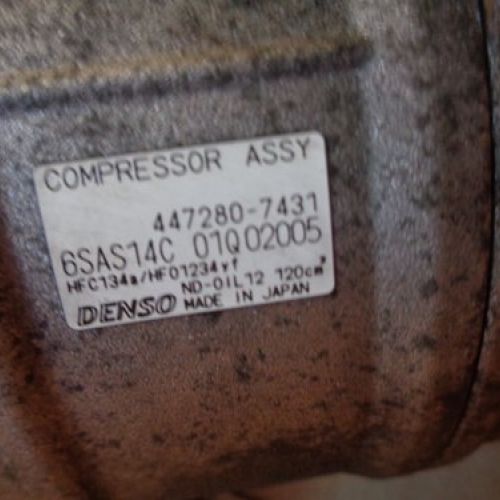 COMPRESSOR ASSY
447280-7431
6SAS14C 01Q02005
HFC134a/HFO1234yf
ND-OIL12 120cm³
DENSO MADE IN JAPAN